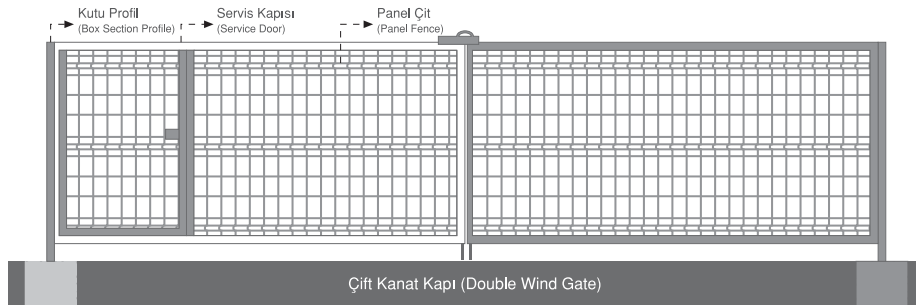 Kutu Profil
(Box Section Profile)
Servis Kapısı
(Service Door)
Panel Çit
(Panel Fence)
Çift Kanat Kapı (Double Wind Gate)